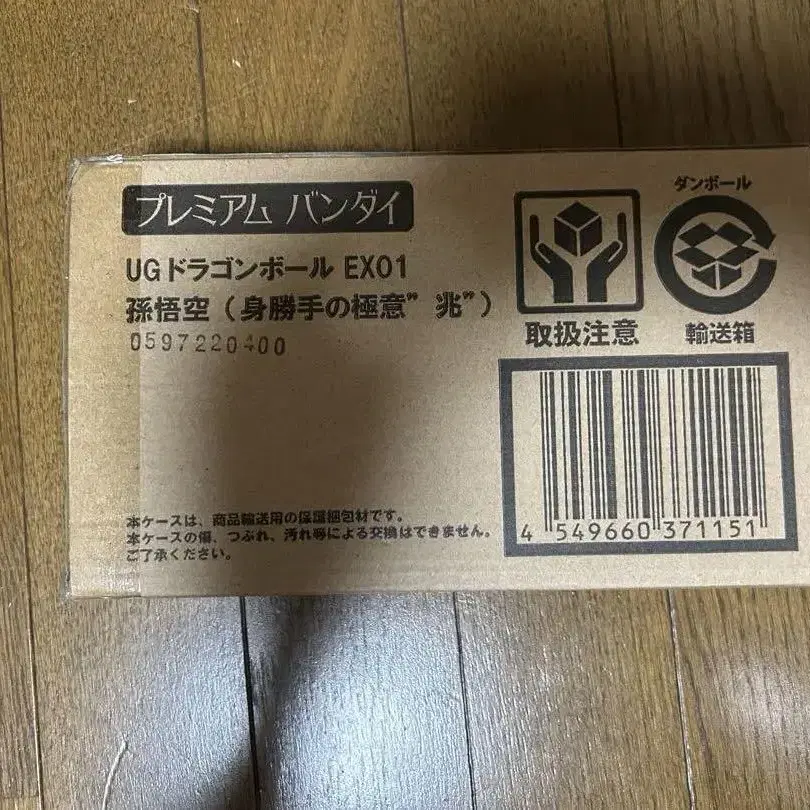 プレミアム バンダイ
UGドラゴンボール EX01
孫悟空(身勝手の極意”兆”)
0597220400
本ケースは、商品輸送用の保護梱包材です。
本ケースの傷、つぶれ、汚れ等による交換はできません。
ご了承ください。
取扱注意
ダンボール
輸送箱
4 549660 371151